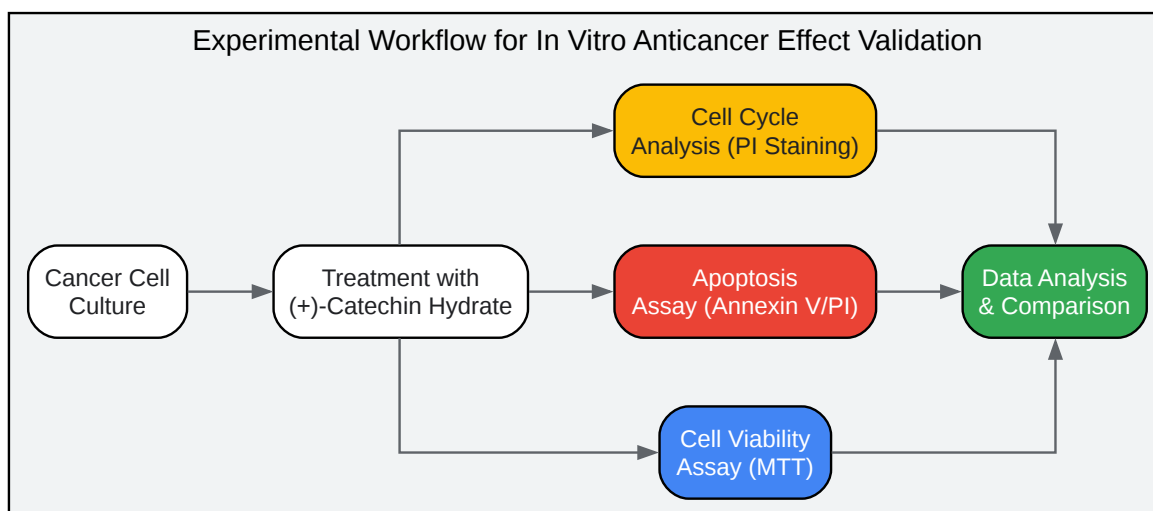 Experimental Workflow for In Vitro Anticancer Effect Validation
Cancer Cell
Culture
Treatment with
(+)-Catechin Hydrate
Cell Cycle
Analysis (PI Staining)
Apoptosis
Assay (Annexin V/PI)
Cell Viability
Assay (MTT)
Data Analysis
& Comparison